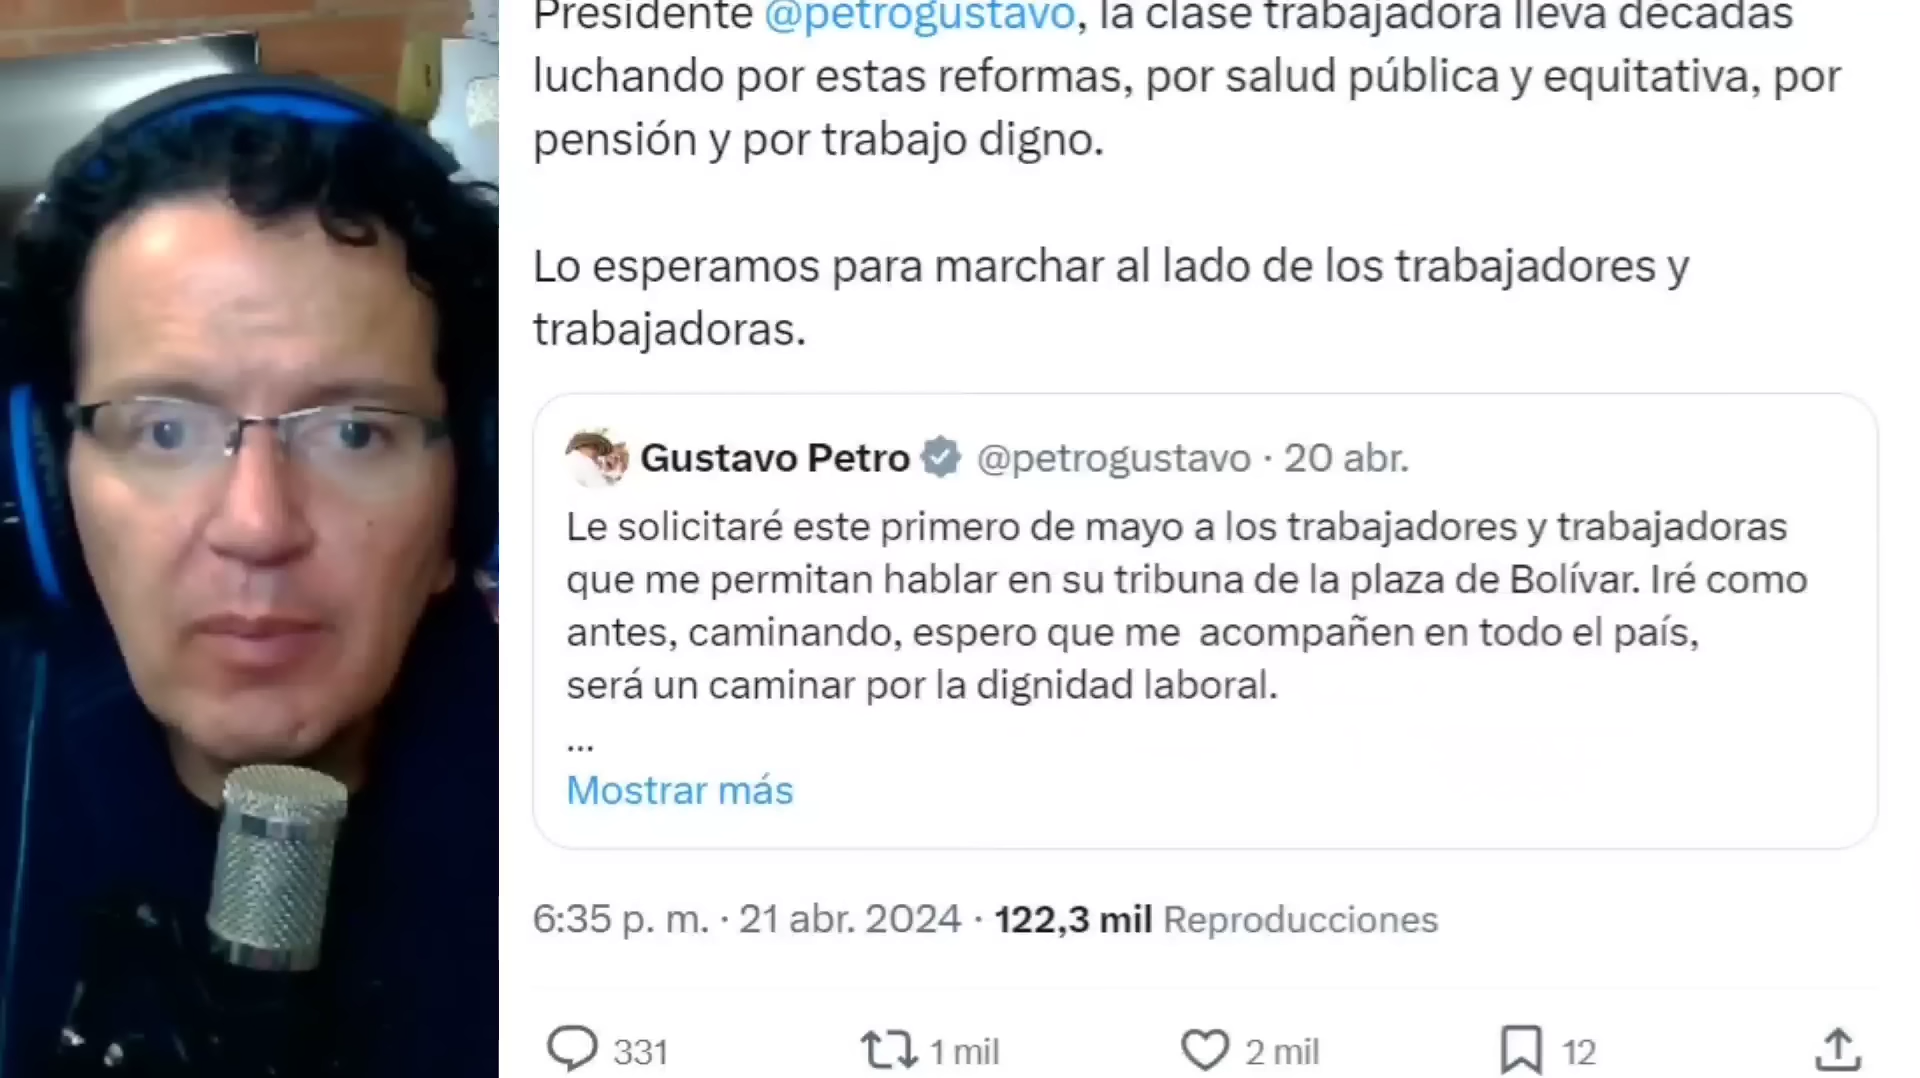 Presidente @petrogustavo, la clase trabajadora lleva décadas
luchando por estas reformas, por salud pública y equitativa, por
pensión y por trabajo digno.
Lo esperamos para marchar al lado de los trabajadores y
trabajadoras.
Gustavo Petro @petrogustavo · 20 abr.
Le solicitaré este primero de mayo a los trabajadores y trabajadoras
que me permitan hablar en su tribuna de la plaza de Bolívar. Iré como
antes, caminando, espero que me acompañen en todo el país,
será un caminar por la dignidad laboral.
...
Mostrar más
6:35 p. m. · 21 abr. 2024 · 122,3 mil Reproducciones
331 1 mil 2 mil 12